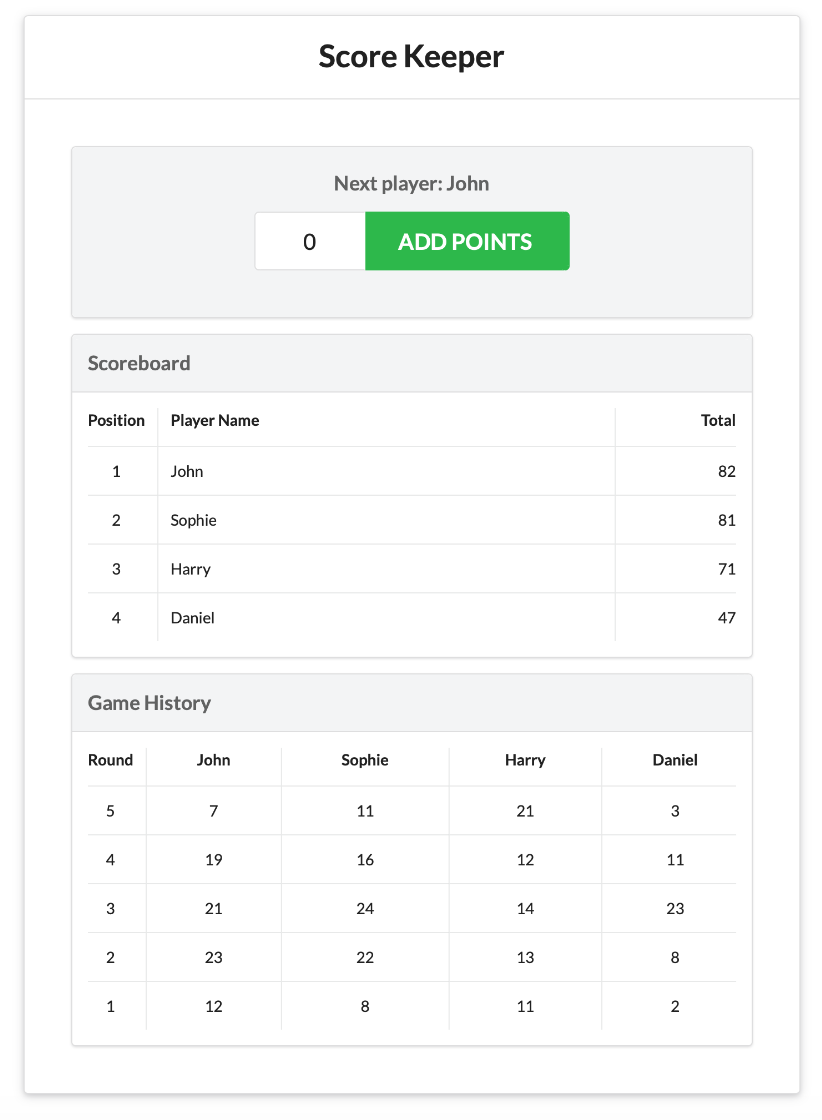 Score Keeper
Next player: John
0 ADD POINTS
Scoreboard
Position Player Name Total
1 John 82
2 Sophie 81
3 Harry 71
4 Daniel 47
Game History
Round John Sophie Harry Daniel
5 7 11 21 3
4 19 16 12 11
3 21 24 14 23
2 23 22 13 8
1 12 8 11 2